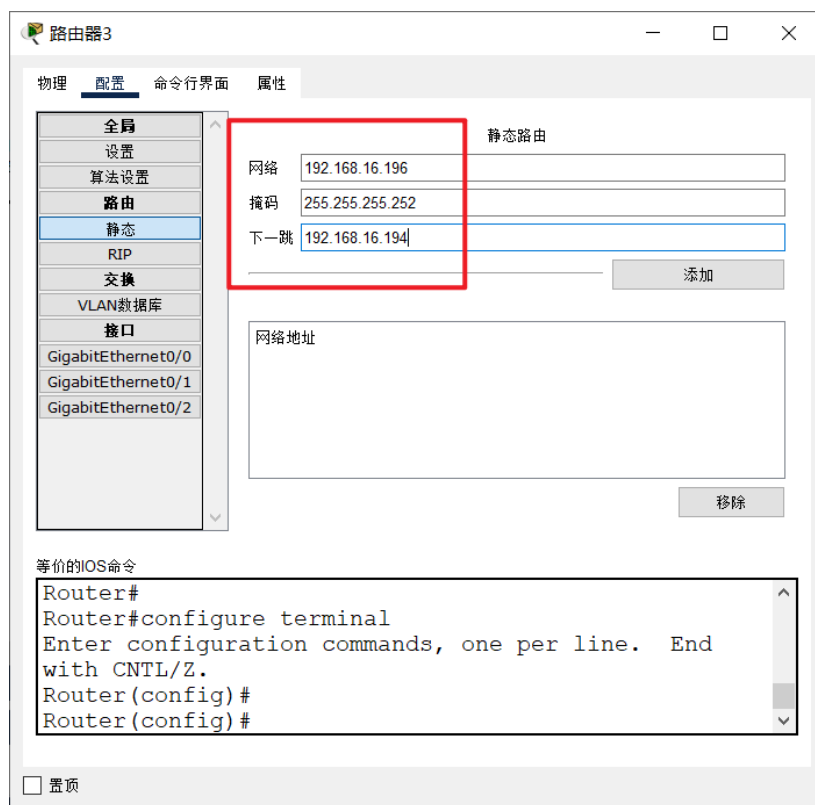 路由器3
物理 配置 命令行界面 属性
全局
设置
算法设置
路由
静态
RIP
交换
VLAN数据库
接口
GigabitEthernet0/0
GigabitEthernet0/1
GigabitEthernet0/2
静态路由
网络 192.168.16.196
掩码 255.255.255.252
下一跳 192.168.16.194
添加
网络地址
移除
等价的IOS命令
Router#
Router#configure terminal
Enter configuration commands, one per line. End
with CNTL/Z.
Router(config)#
Router(config)#
置顶